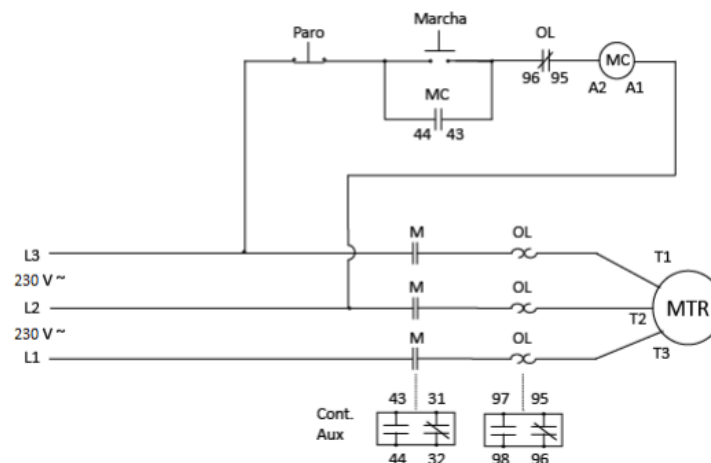 Marcha
Paro
OL
MC
96 95
A2 A1
MC
44 43
M OL
L3
T1
230 V ~
M OL
L2
T2
MTR
230 V ~
M OL
T3
L1
43 31
97 95
Cont.
Aux
44 32
98 96